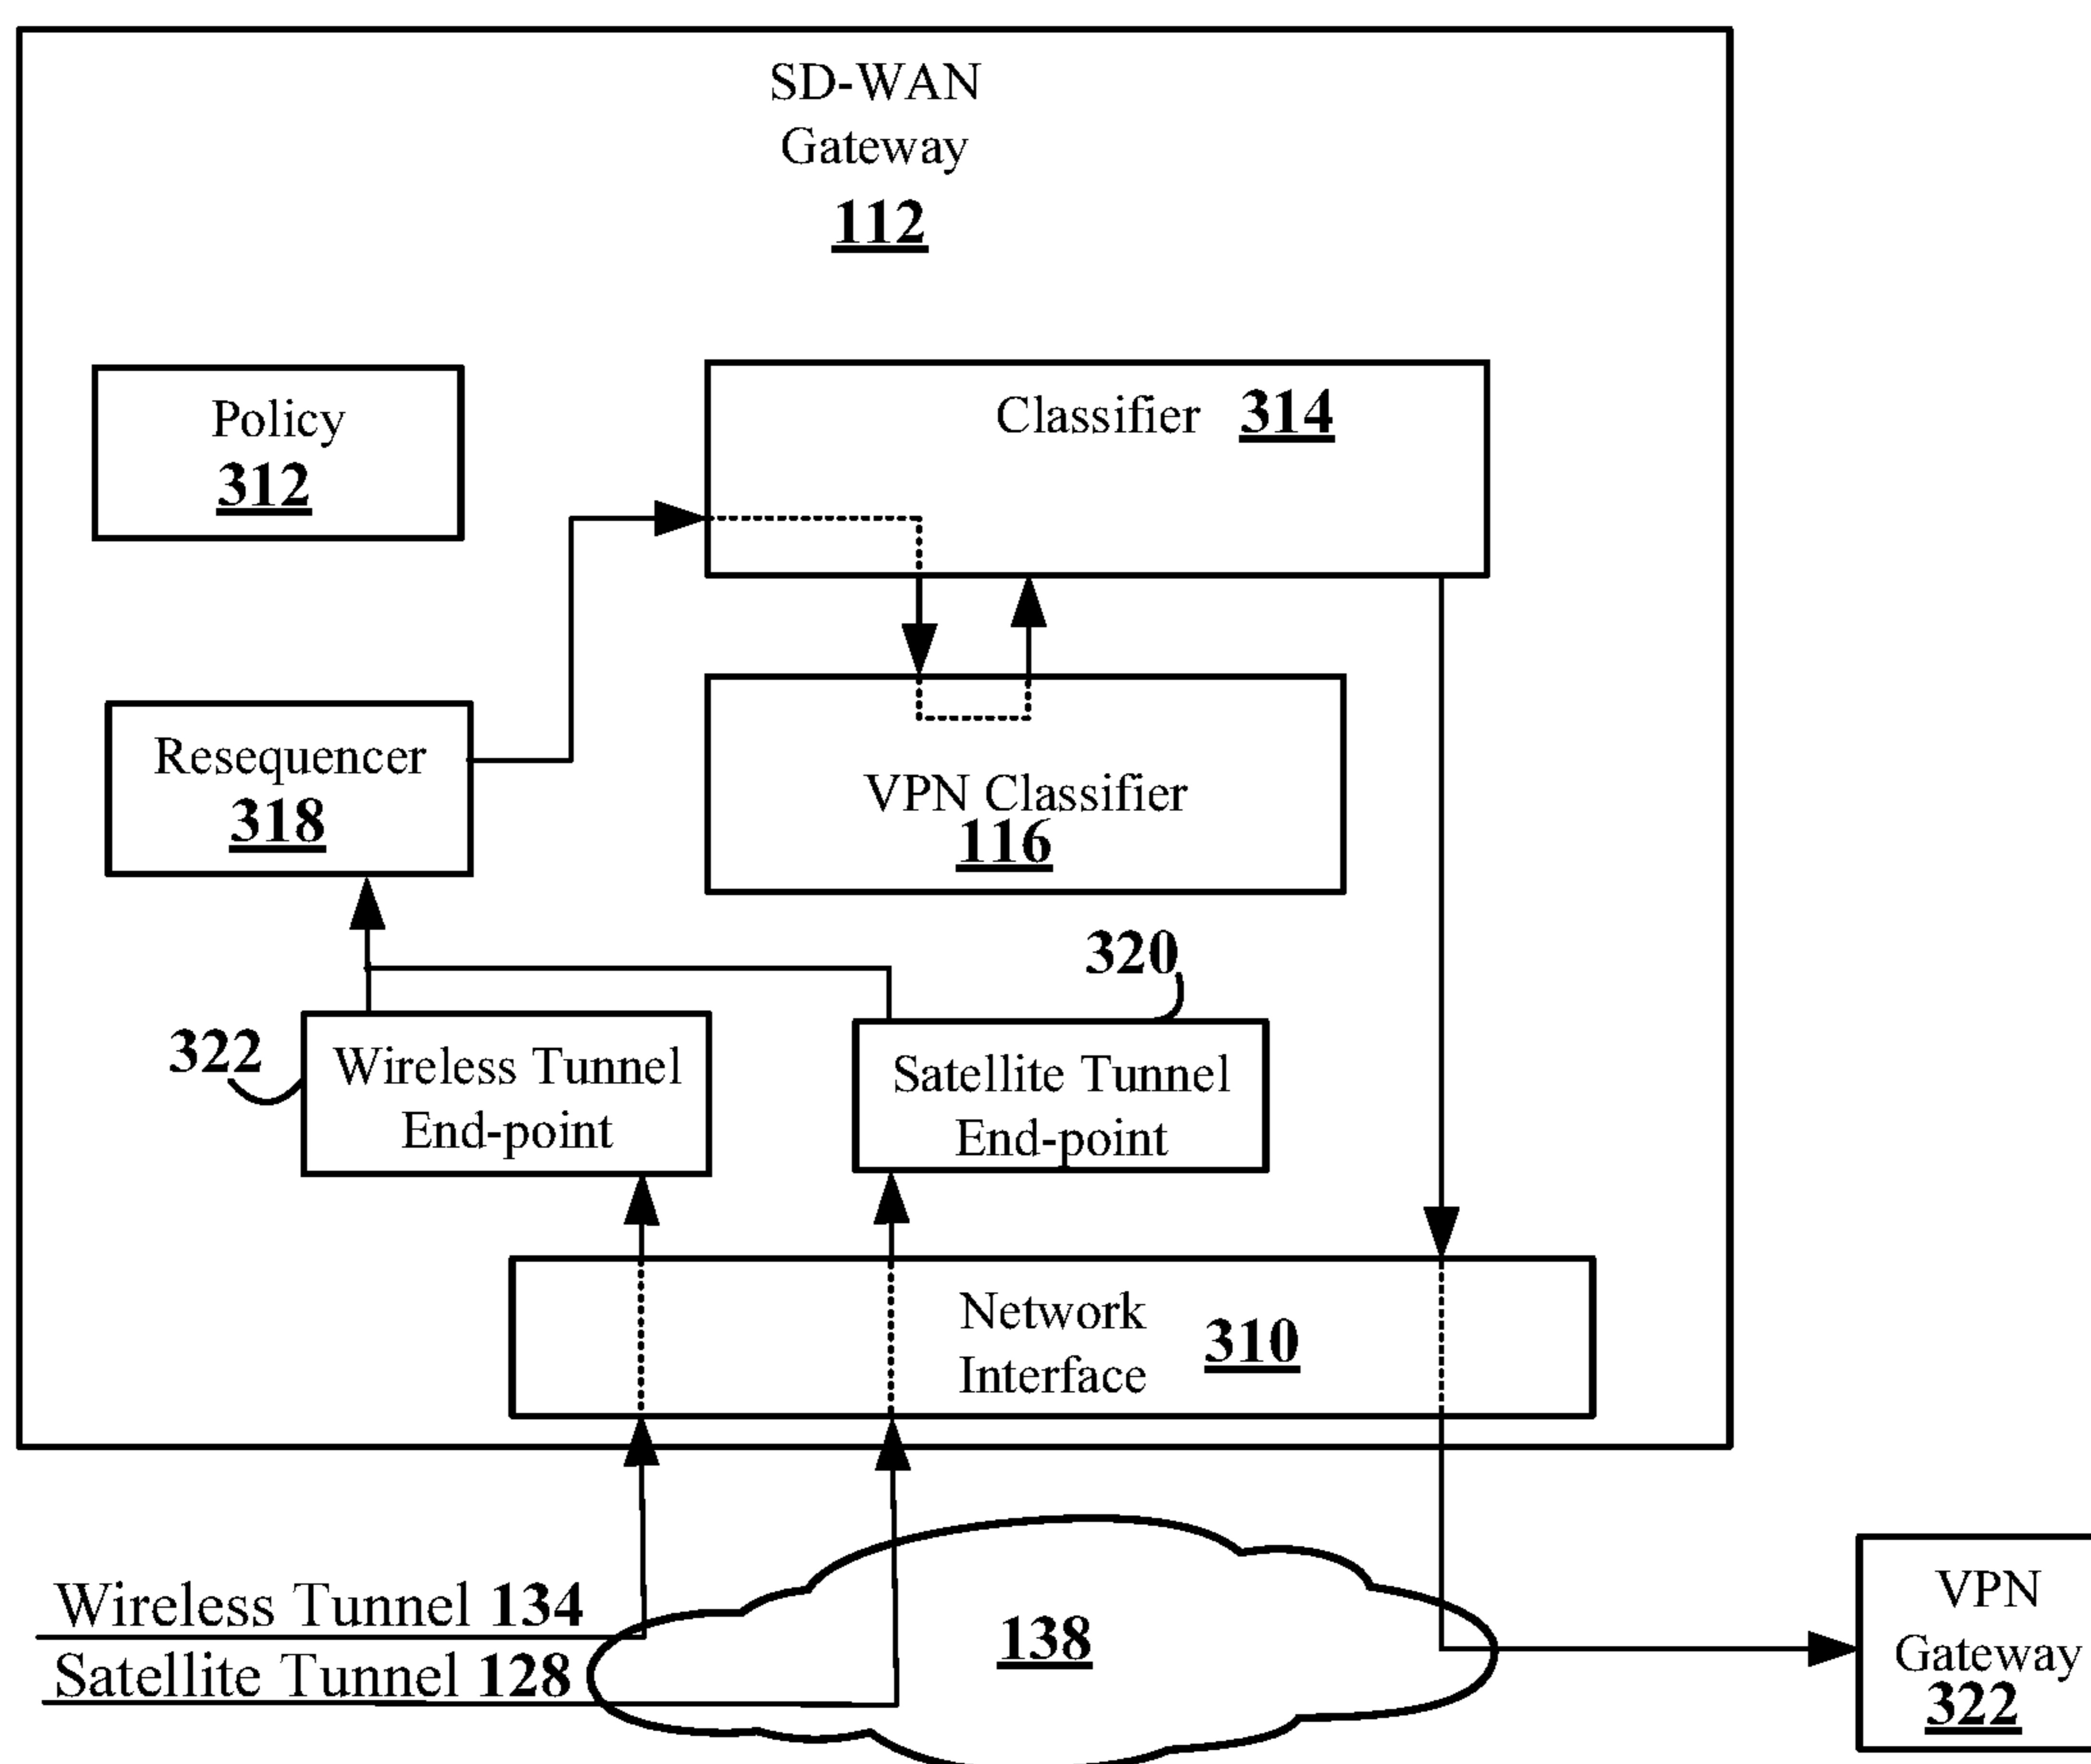 SD-WAN
Gateway
112
Policy
312
Classifier 314
Resequencer
318
VPN Classifier
116
320
322
Wireless Tunnel
End-point
Satellite Tunnel
End-point
Network
Interface
310
Wireless Tunnel 134
Satellite Tunnel 128
138
VPN
Gateway
322